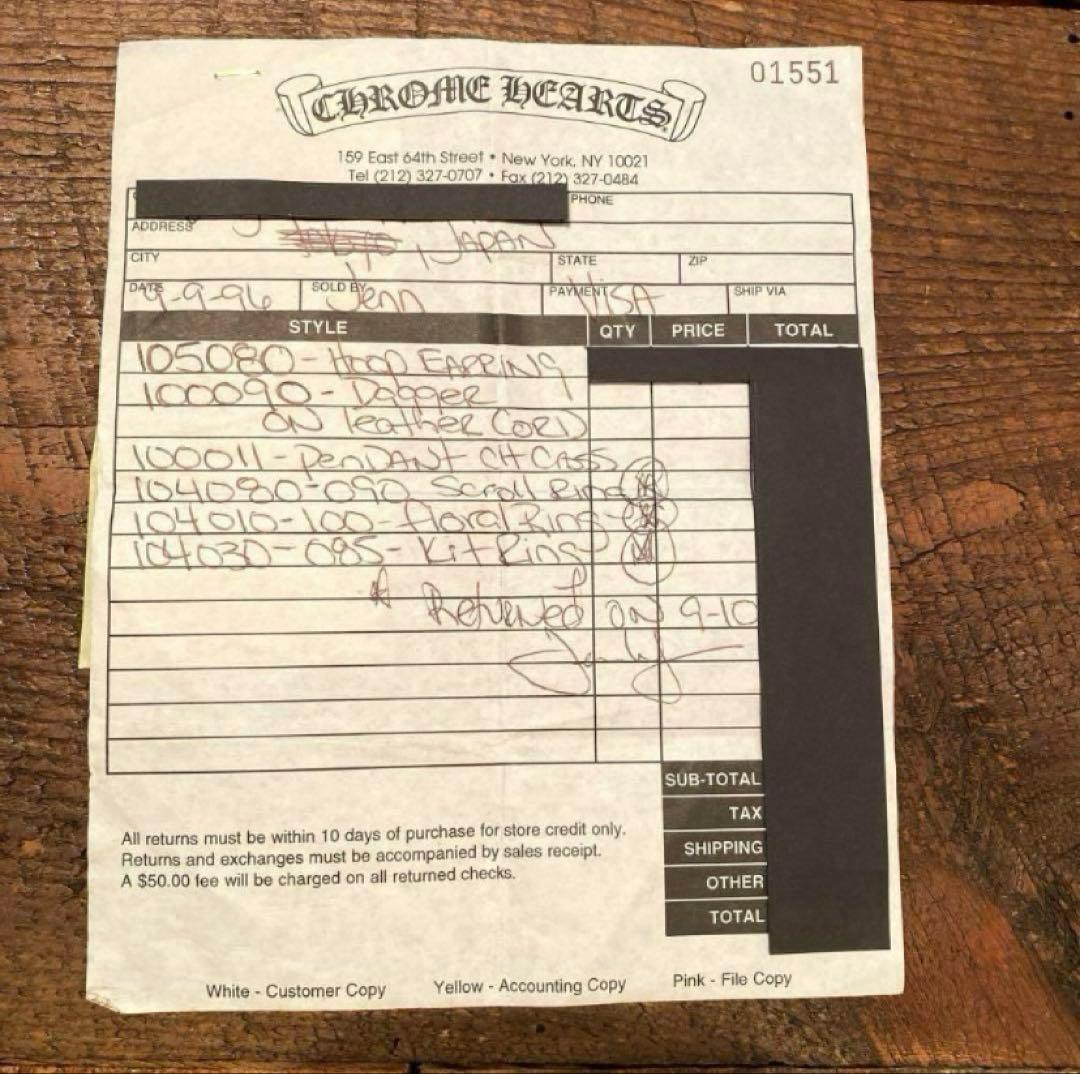 CHROME HEARTS
01551
159 East 64th Street • New York, NY 10021
Tel (212) 327-0707 • Fax (212) 327-0484
PHONE
ADDRESS
, JAPAN
CITY STATE ZIP
DATE 9-9-96 SOLD BY Jenn PAYMENT VISA SHIP VIA
STYLE QTY PRICE TOTAL
105080 - Hoop EARRING
100090 - Dagger
ON leather CORD
100011 - PENDANT CH CROSS
104080-090 Scroll Ring
104010-100 - floral Ring
104030-085 - Kit Ring
Returned ON 9-10
SUB-TOTAL
TAX
SHIPPING
OTHER
TOTAL
All returns must be within 10 days of purchase for store credit only.
Returns and exchanges must be accompanied by sales receipt.
A $50.00 fee will be charged on all returned checks.
White - Customer Copy Yellow - Accounting Copy Pink - File Copy